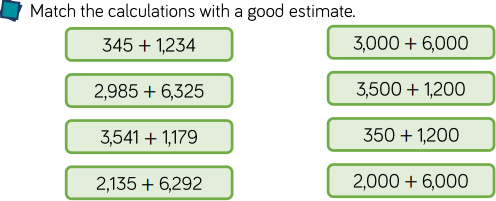 Match the calculations with a good estimate.
345 + 1,234
3,000 + 6,000
2,985 + 6,325
3,500 + 1,200
3,541 + 1,179
350 + 1,200
2,135 + 6,292
2,000 + 6,000